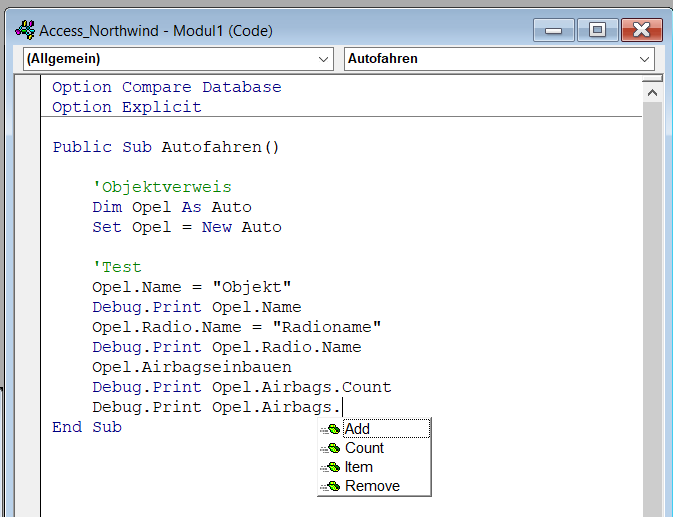 Access_Northwind - Modul1 (Code)
(Allgemein) Autofahren
Option Compare Database
Option Explicit
Public Sub Autofahren()
'Objektverweis
Dim Opel As Auto
Set Opel = New Auto
'Test
Opel.Name = "Objekt"
Debug.Print Opel.Name
Opel.Radio.Name = "Radioname"
Debug.Print Opel.Radio.Name
Opel.Airbagseinbauen
Debug.Print Opel.Airbags.Count
Debug.Print Opel.Airbags.
End Sub
Add
Count
Item
Remove